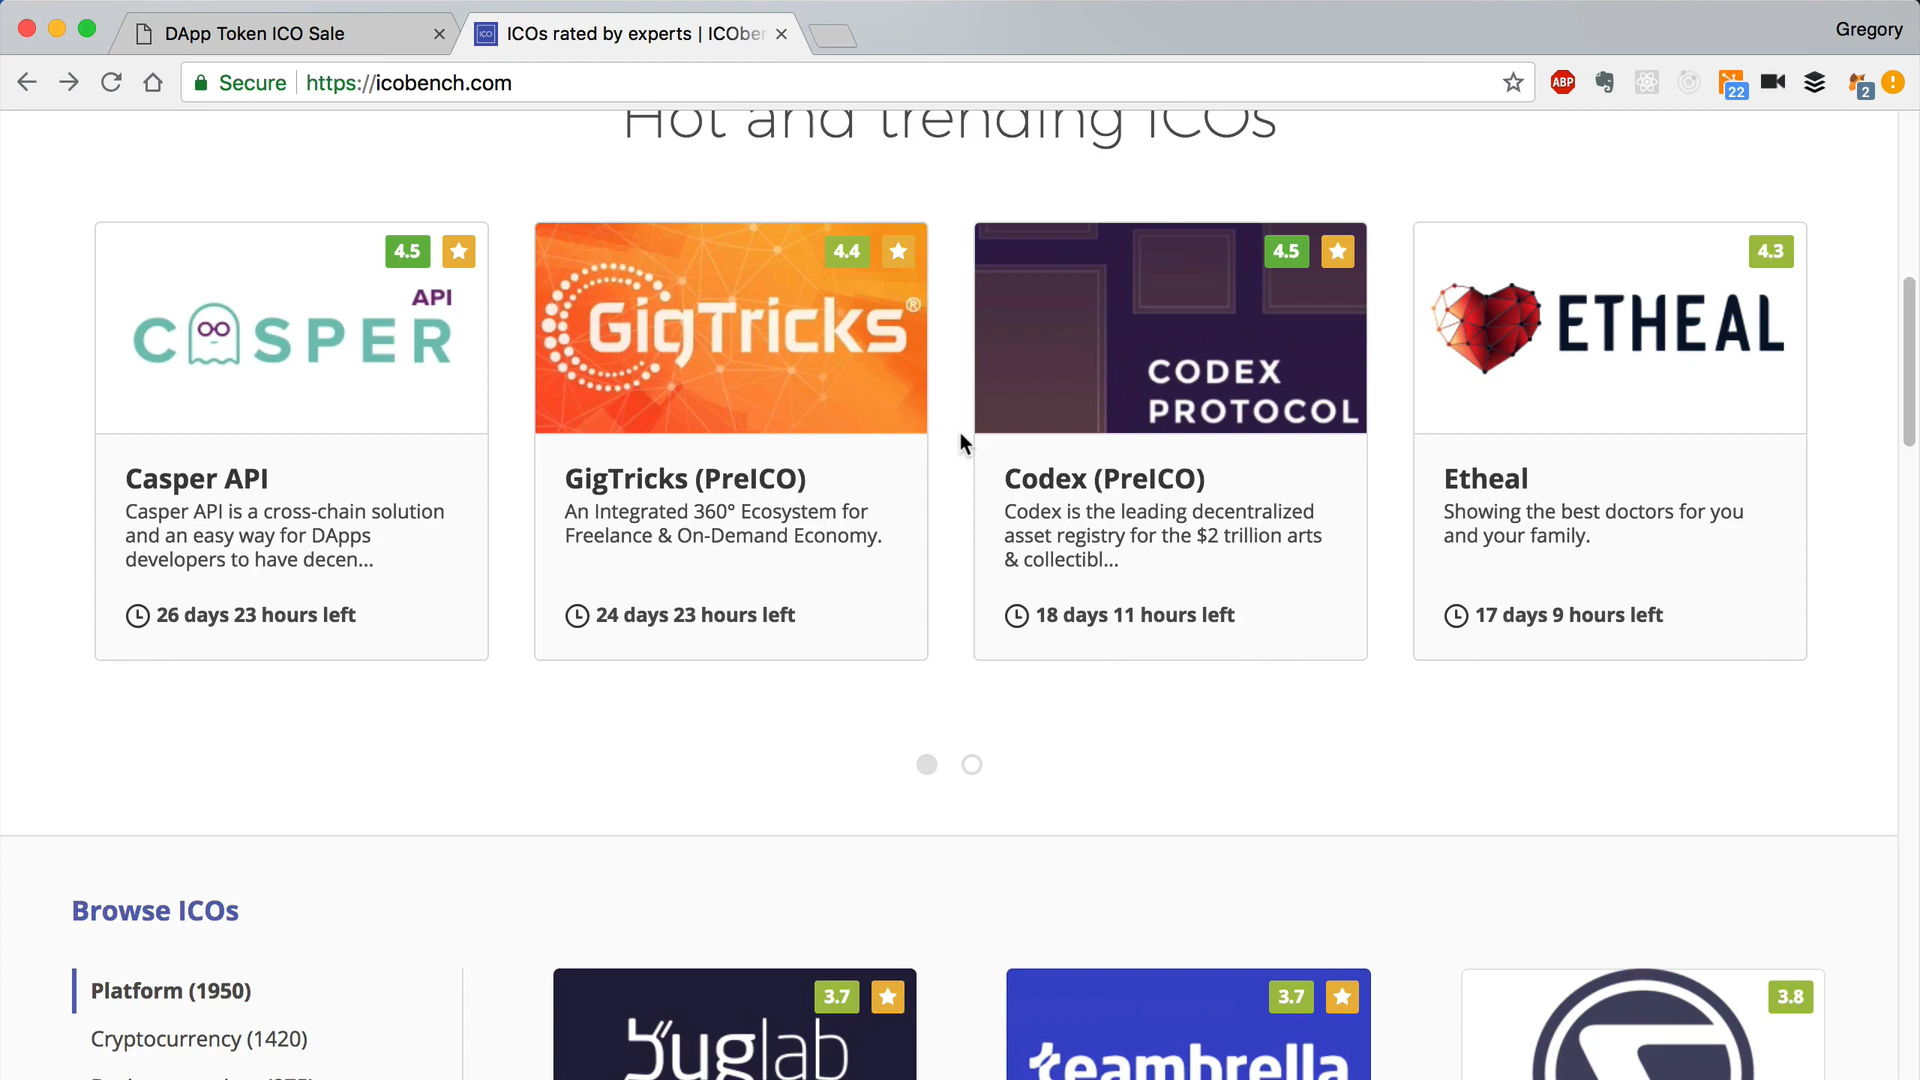 DApp Token ICO Sale
ICOs rated by experts | ICOber
Gregory
Secure
https://icobench.com
ABP
22
2
Hot and trending ICOs
4.5
API
CASPER
Casper API
Casper API is a cross-chain solution
and an easy way for DApps
developers to have decen...
26 days 23 hours left
4.4
GigTricks®
GigTricks (PreICO)
An Integrated 360° Ecosystem for
Freelance & On-Demand Economy.
24 days 23 hours left
4.5
CODEX
PROTOCOL
Codex (PreICO)
Codex is the leading decentralized
asset registry for the $2 trillion arts
& collectibl...
18 days 11 hours left
4.3
ETHEAL
Etheal
Showing the best doctors for you
and your family.
17 days 9 hours left
Browse ICOs
Platform (1950)
Cryptocurrency (1420)
3.7
3.7
teambrella
3.8